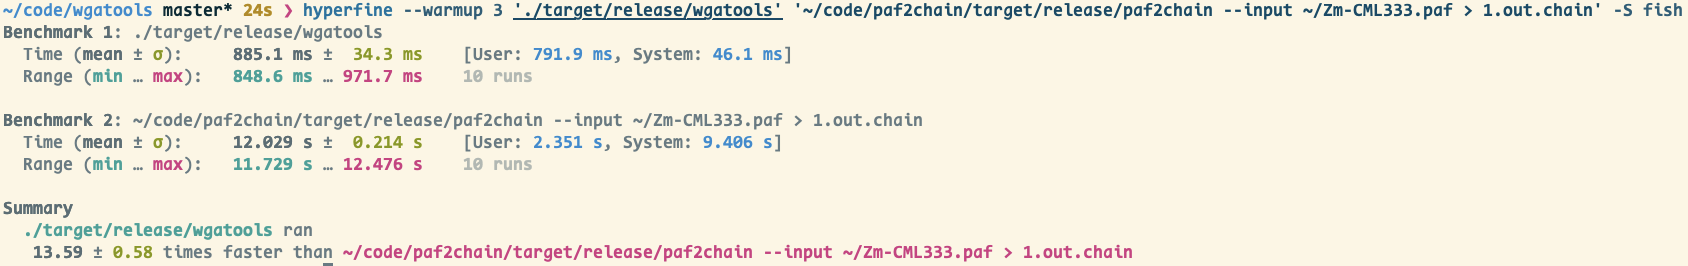 ~/code/wgatools master* 24s ❯ hyperfine --warmup 3 './target/release/wgatools' '~/code/paf2chain/target/release/paf2chain --input ~/Zm-CML333.paf > 1.out.chain' -S fish
Benchmark 1: ./target/release/wgatools
Time (mean ± σ): 885.1 ms ± 34.3 ms [User: 791.9 ms, System: 46.1 ms]
Range (min … max): 848.6 ms … 971.7 ms 10 runs
Benchmark 2: ~/code/paf2chain/target/release/paf2chain --input ~/Zm-CML333.paf > 1.out.chain
Time (mean ± σ): 12.029 s ± 0.214 s [User: 2.351 s, System: 9.406 s]
Range (min … max): 11.729 s … 12.476 s 10 runs
Summary
./target/release/wgatools ran
13.59 ± 0.58 times faster than ~/code/paf2chain/target/release/paf2chain --input ~/Zm-CML333.paf > 1.out.chain